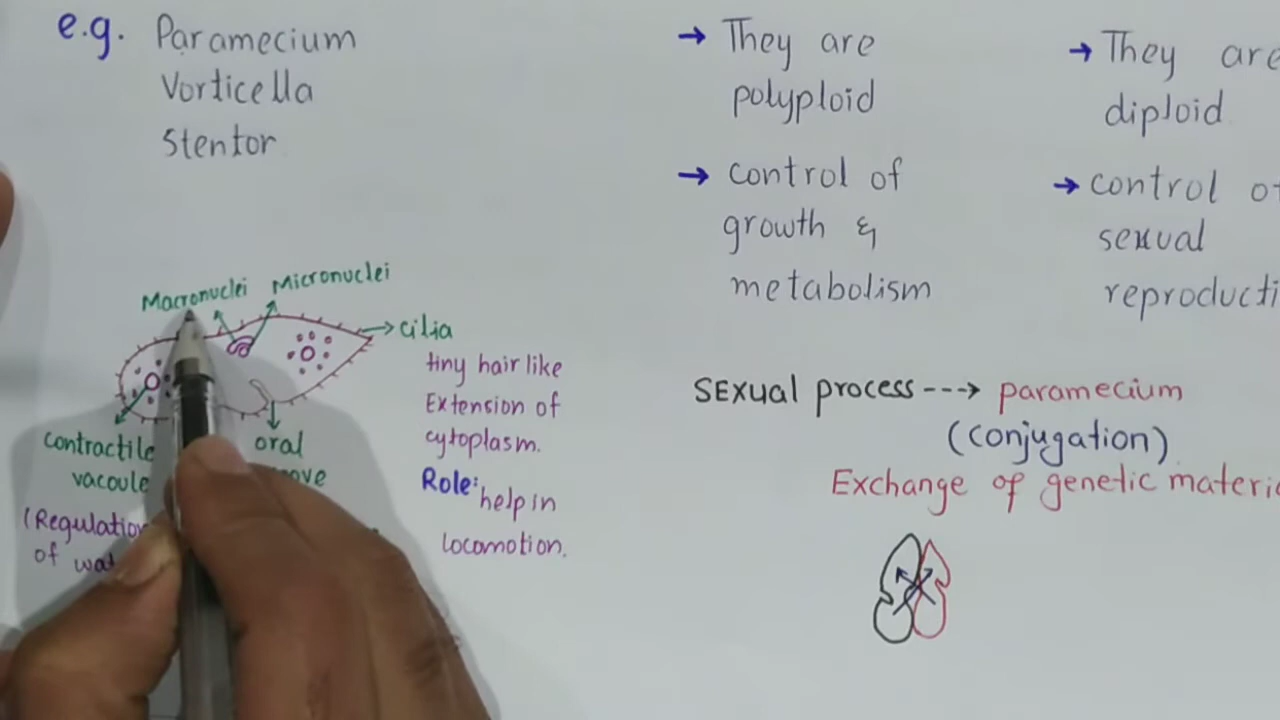 e.g. Paramecium
Vorticella
Stentor
Macronuclei
Micronuclei
cilia
tiny hair like
Extension of
cytoplasm.
Role: help in
locomotion.
contractile
vacoule
(Regulation
of
oral
→ They are
polyploid
→ control of
growth &
metabolism
→ They are
diploid
→ control
sexual
SEXual process ---→ paramecium
(conjugation)
Exchange of genetic